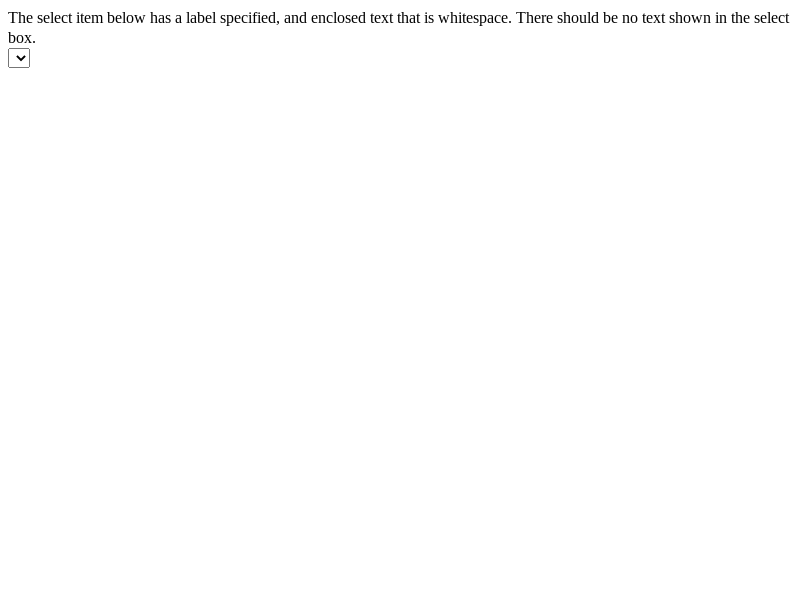 The select item below has a label specified, and enclosed text that is whitespace. There should be no text shown in the select
box.